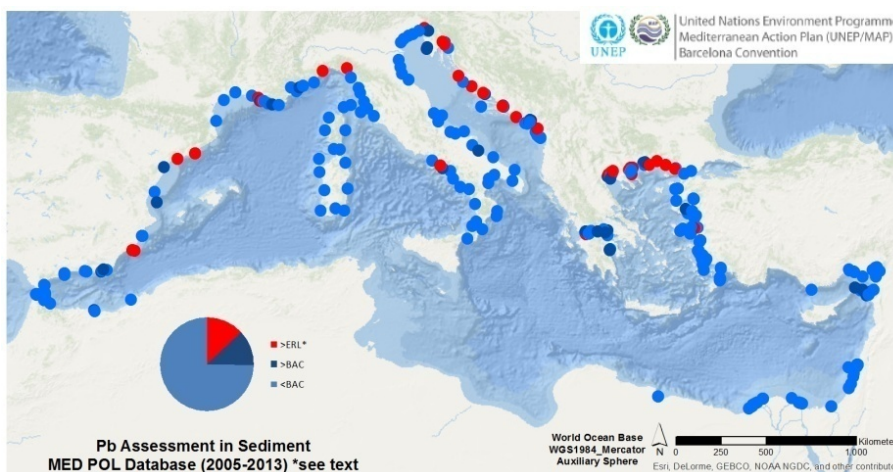 UNEP
United Nations Environment Programme
Mediterranean Action Plan (UNEP/MAP)
Barcelona Convention
>ERL*
>BAC
<BAC
Pb Assessment in Sediment
MED POL Database (2005-2013) *see text
World Ocean Base
WGS1984_Mercator
Auxiliary Sphere
N
Kilome
0 250 500 1,000
Esri, DeLorme, GEBCO, NOAA NGDC, and other contribut